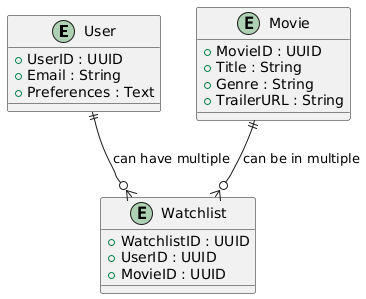 E User
UserID : UUID
Email : String
Preferences : Text
E Movie
MovieID : UUID
Title : String
Genre : String
TrailerURL : String
can have multiple
can be in multiple
E Watchlist
WatchlistID : UUID
UserID : UUID
MovieID : UUID